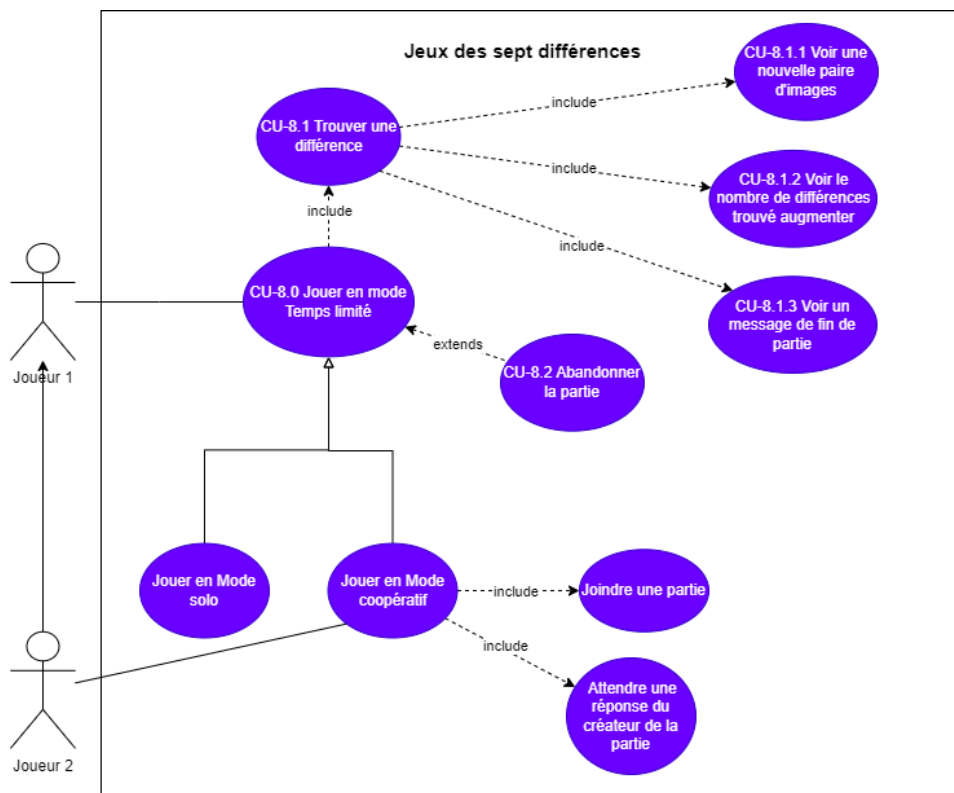 Jeux des sept différences
CU-8.1.1 Voir une
nouvelle paire
d'images
include
CU-8.1 Trouver une
différence
include
CU-8.1.2 Voir le
nombre de différences
trouvé augmenter
include
include
CU-8.0 Jouer en mode
Temps limité
CU-8.1.3 Voir un
message de fin de
partie
extends
Joueur 1
CU-8.2 Abandonner
la partie
Jouer en Mode
solo
Jouer en Mode
coopératif
include
Joindre une partie
include
Attendre une
réponse du
créateur de la
partie
Joueur 2